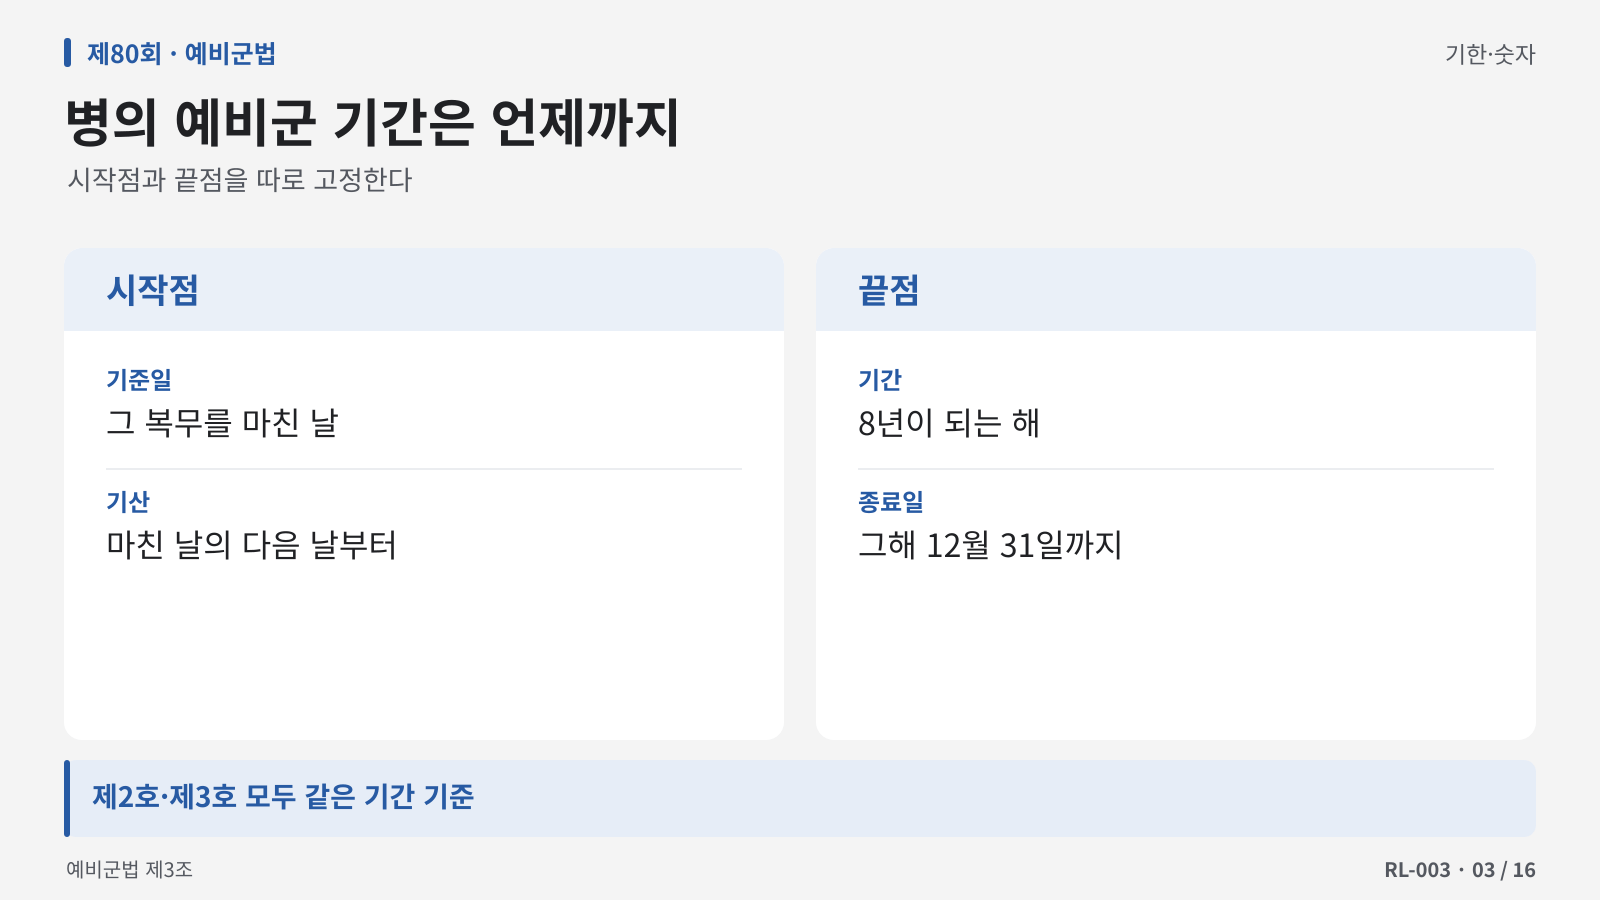 제80회 · 예비군법
기한·숫자
병의 예비군 기간은 언제까지
시작점과 끝점을 따로 고정한다
시작점
기준일
그 복무를 마친 날
기산
마친 날의 다음 날부터
끝점
기간
8년이 되는 해
종료일
그해 12월 31일까지
제2호·제3호 모두 같은 기간 기준
예비군법 제3조
RL-003 · 03 / 16